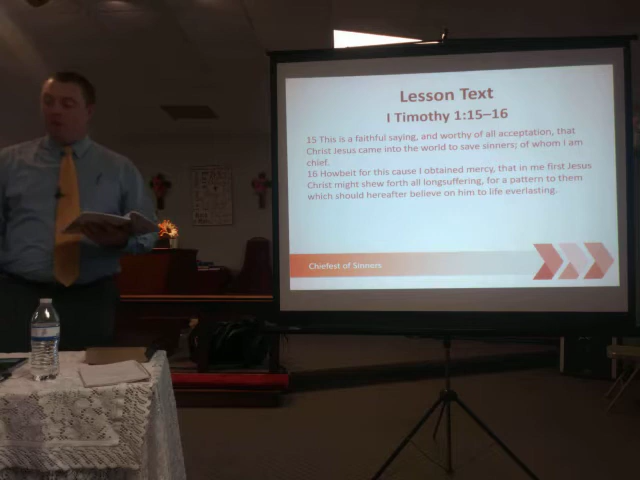 Lesson Text
I Timothy 1:15–16
15 This is a faithful saying, and worthy of all acceptation, that
Christ Jesus came into the world to save sinners; of whom I am
chief.
16 Howbeit for this cause I obtained mercy, that in me first Jesus
Christ might shew forth all longsuffering, for a pattern to them
which should hereafter believe on him to life everlasting.
Chiefest of Sinners